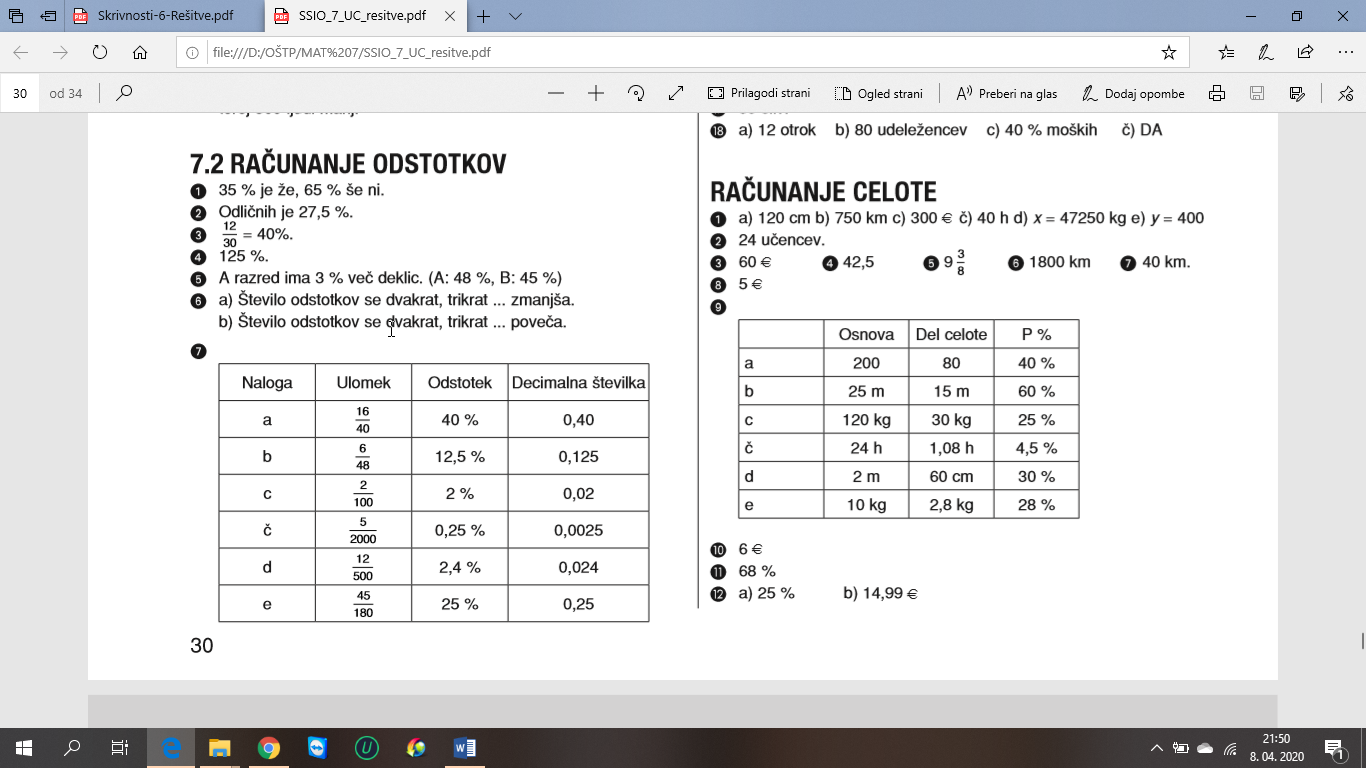 Skrivnosti-6-Rešitve.pdf
SSIO_7_UC_resitve.pdf
file:///D:/OŠTP/MAT%207/SSIO_7_UC_resitve.pdf
30 od 34
Prilagodi strani
Ogled strani
Preberi na glas
Dodaj opombe
7.2 RAČUNANJE ODSTOTKOV
1 35 % je že, 65 % še ni.
2 Odličnih je 27,5 %.
3 12/30 = 40%.
4 125 %.
5 A razred ima 3 % več deklic. (A: 48 %, B: 45 %)
6 a) Število odstotkov se dvakrat, trikrat ... zmanjša.
b) Število odstotkov se dvakrat, trikrat ... poveča.
7
Naloga Ulomek Odstotek Decimalna številka
a 16/40 40 % 0,40
b 6/48 12,5 % 0,125
c 2/100 2 % 0,02
č 5/2000 0,25 % 0,0025
d 12/500 2,4 % 0,024
e 45/180 25 % 0,25
30
18 a) 12 otrok b) 80 udeležencev c) 40 % moških č) DA
RAČUNANJE CELOTE
1 a) 120 cm b) 750 km c) 300 € č) 40 h d) x = 47250 kg e) y = 400
2 24 učencev.
3 60 € 4 42,5 5 9 3/8 6 1800 km 7 40 km.
8 5 €
9
Osnova Del celote P %
a 200 80 40 %
b 25 m 15 m 60 %
c 120 kg 30 kg 25 %
č 24 h 1,08 h 4,5 %
d 2 m 60 cm 30 %
e 10 kg 2,8 kg 28 %
10 6 €
11 68 %
12 a) 25 % b) 14,99 €
21:50
8. 04. 2020
1